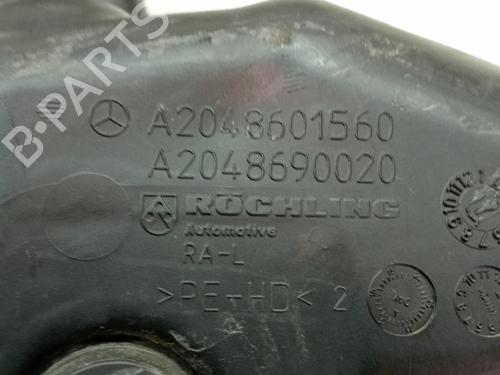 B-PARTS
A2048601560
A2048690020
RÖCHLING
Automotive
RA-L
>PE-HD< 2